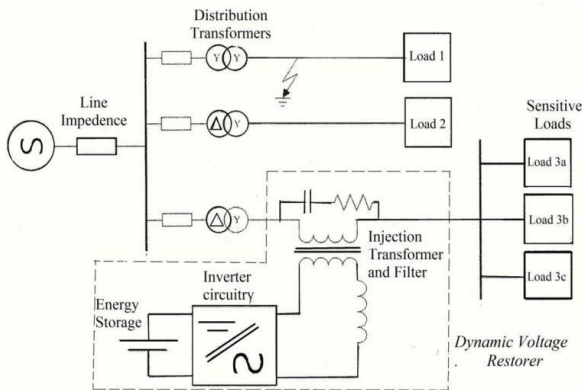 Distribution
Transformers
Y Y
Load 1
Line
Impedence
Δ Y
Load 2
S
Sensitive
Loads
Load 3a
Δ Y
Load 3b
Injection
Transformer
and Filter
Load 3c
Inverter
circuitry
Energy
Storage
Dynamic Voltage
. Restorer